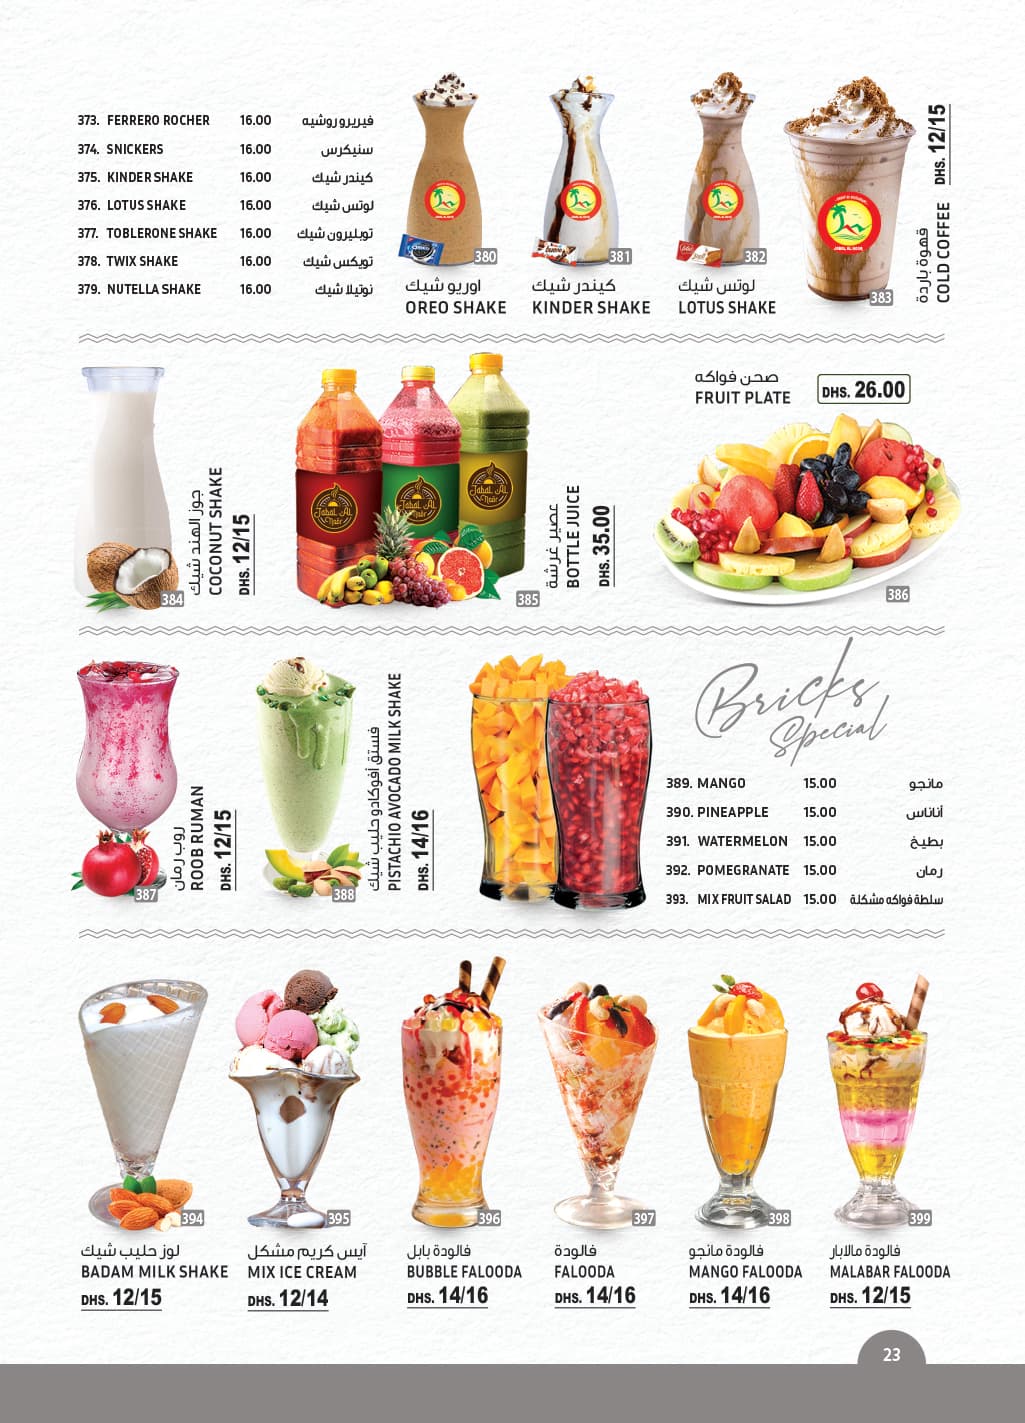 373. FERRERO ROCHER 16.00 فيريرو روشيه
374. SNICKERS 16.00 سنيكرس
375. KINDER SHAKE 16.00 كيندر شيك
376. LOTUS SHAKE 16.00 لوتس شيك
377. TOBLERONE SHAKE 16.00 توبليرون شيك
378. TWIX SHAKE 16.00 تويكس شيك
379. NUTELLA SHAKE 16.00 نوتيلا شيك
380
اوريو شيك
OREO SHAKE
381
كيندر شيك
KINDER SHAKE
382
لوتس شيك
LOTUS SHAKE
383
قهوة باردة
COLD COFFEE
DHS. 12/15
384
جوز الهند شيك
COCONUT SHAKE
DHS. 12/15
Jabal AL
Noor
Jabal AL
Noor
Jabal AL
Noor
385
عصير غرشة
BOTTLE JUICE
DHS. 35.00
صحن فواكه
FRUIT PLATE
DHS. 26.00
386
387
روب رمان
ROOB RUMAN
DHS. 12/15
388
فستق أفوكادو حليب شيك
PISTACHIO AVOCADO MILK SHAKE
DHS. 14/16
Bricks
Special
389. MANGO 15.00 مانجو
390. PINEAPPLE 15.00 أناناس
391. WATERMELON 15.00 بطيخ
392. POMEGRANATE 15.00 رمان
393. MIX FRUIT SALAD 15.00 سلطة فواكه مشكلة
394
لوز حليب شيك
BADAM MILK SHAKE
DHS. 12/15
395
آيس كريم مشكل
MIX ICE CREAM
DHS. 12/14
396
فالودة بابل
BUBBLE FALOODA
DHS. 14/16
397
فالودة
FALOODA
DHS. 14/16
398
فالودة مانجو
MANGO FALOODA
DHS. 14/16
399
فالودة مالابار
MALABAR FALOODA
DHS. 12/15
23